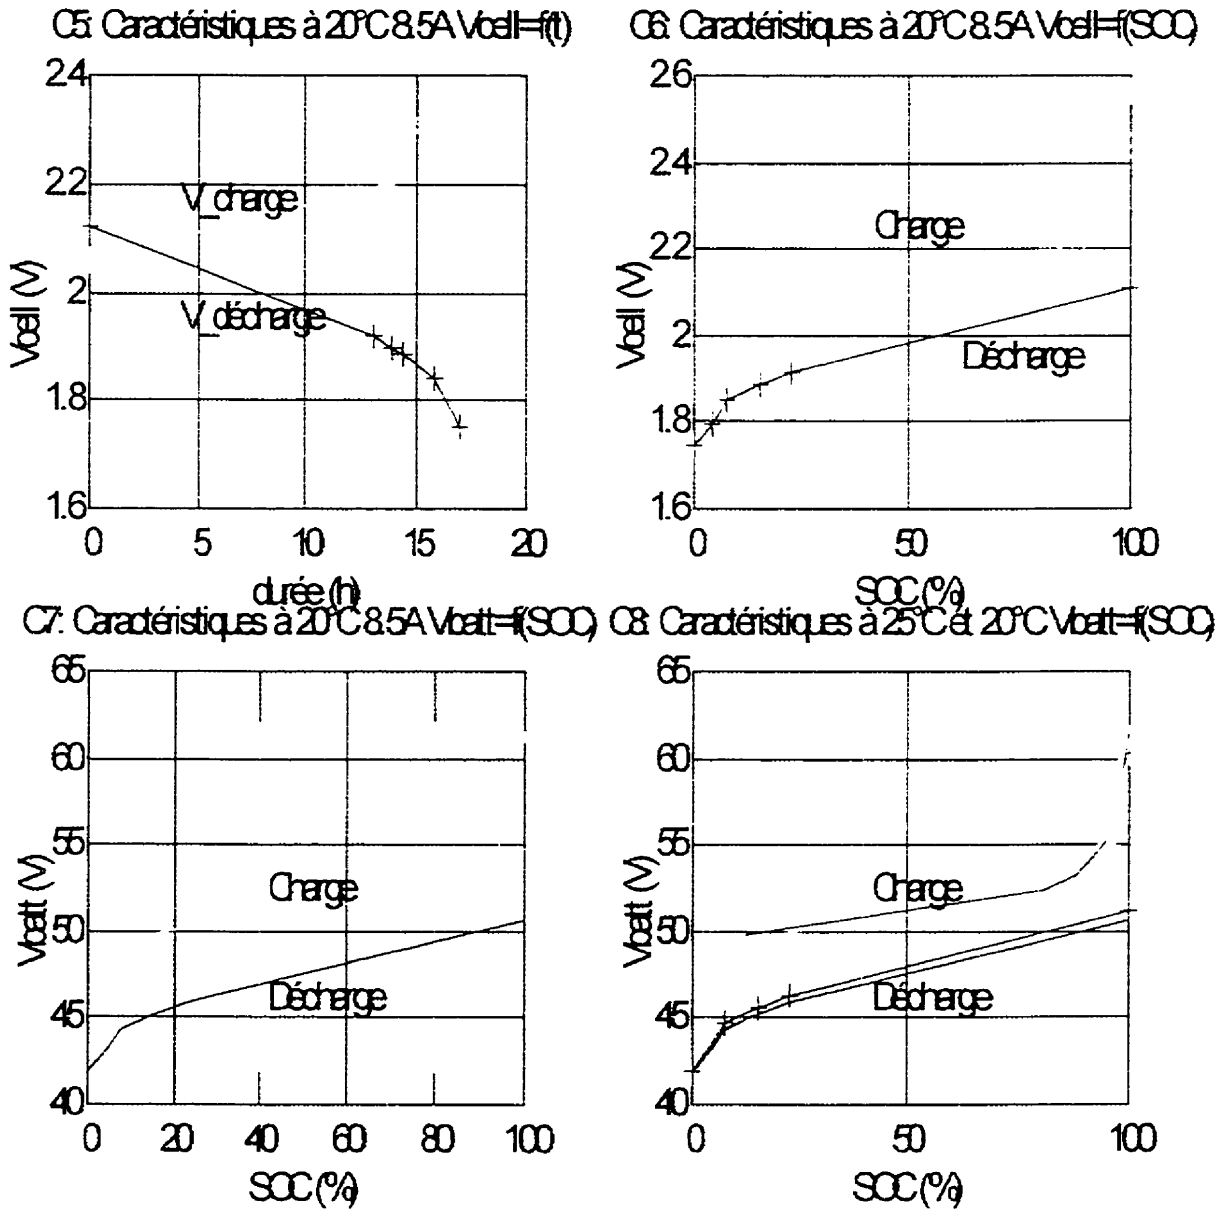 C5: Caractéristiques à 20°C 8.5A Vcell=f(t)
2.4
2.2
2
1.8
1.6
Vcell (V)
V_charge
V_décharge
0 5 10 15 20
durée (h)
C6: Caractéristiques à 20°C 8.5A Vcell=f(SOC)
2.6
2.4
2.2
2
1.8
1.6
Vcell (V)
Charge
Décharge
0 50 100
SOC (%)
C7: Caractéristiques à 20°C 8.5A Vbatt=f(SOC)
65
60
55
50
45
40
Vbatt (V)
Charge
Décharge
0 20 40 60 80 100
SOC (%)
C8: Caractéristiques à 25°C et 20°C Vbatt=f(SOC)
65
60
55
50
45
40
Vbatt (V)
Charge
Décharge
0 50 100
SOC (%)